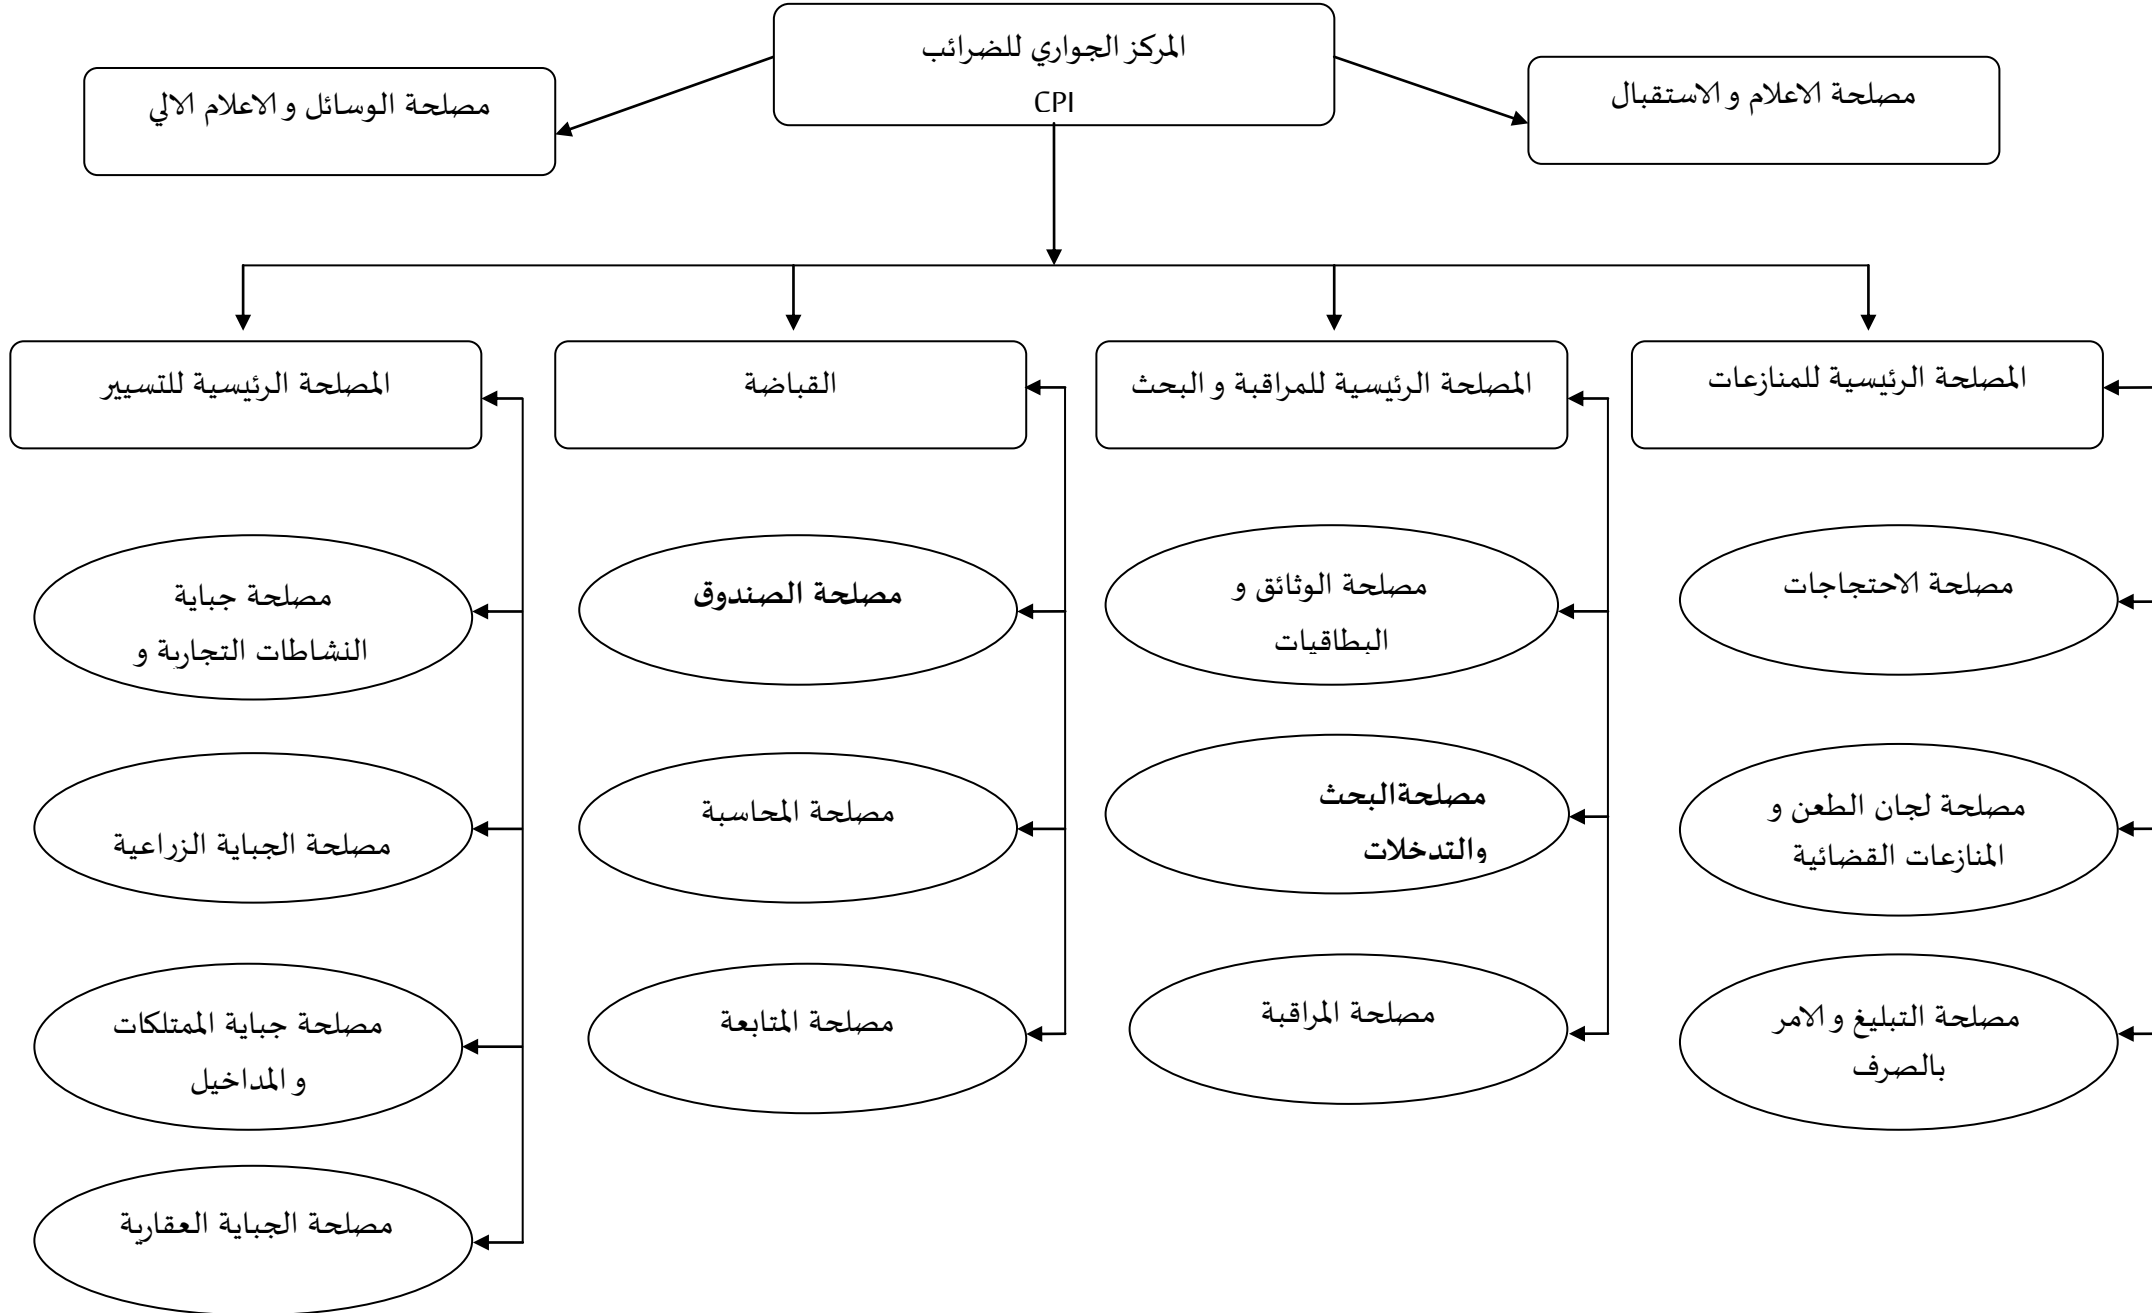 المركز الجواري للضرائب
CPI
مصلحة الاعلام و الاستقبال
مصلحة الوسائل و الاعلام الالي
المصلحة الرئيسية للمنازعات
المصلحة الرئيسية للمراقبة و البحث
القباضة
المصلحة الرئيسية للتسيير
مصلحة الاحتجاجات
مصلحة لجان الطعن و
المنازعات القضائية
مصلحة التبليغ و الامر
بالصرف
مصلحة الوثائق و
البطاقيات
مصلحة البحث
والتدخلات
مصلحة المراقبة
مصلحة الصندوق
مصلحة المحاسبة
مصلحة المتابعة
مصلحة جباية
النشاطات التجارية و
مصلحة الجباية الزراعية
مصلحة جباية الممتلكات
و المداخيل
مصلحة الجباية العقارية